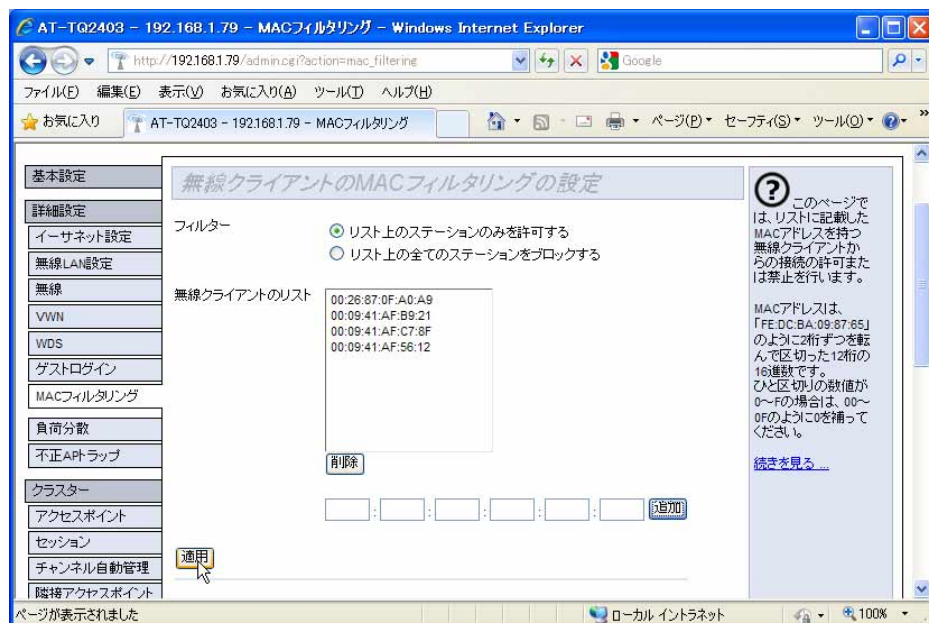 AT-TQ2403 - 192.168.1.79 - MACフィルタリング - Windows Internet Explorer
http://192.168.1.79/admin.cgi?action=mac_filtering
Google
ファイル(F) 編集(E) 表示(V) お気に入り(A) ツール(T) ヘルプ(H)
お気に入り
AT-TQ2403 - 192.168.1.79 - MACフィルタリング
ページ(P) セーフティ(S) ツール(O)
基本設定
詳細設定
イーサネット設定
無線LAN設定
無線
VWN
WDS
ゲストログイン
MACフィルタリング
負荷分散
不正APトラップ
クラスター
アクセスポイント
セッション
チャンネル自動管理
隣接アクセスポイント
無線クライアントのMACフィルタリングの設定
フィルター
リスト上のステーションのみを許可する
リスト上の全てのステーションをブロックする
無線クライアントのリスト
00:26:87:0F:A0:A9
00:09:41:AF:B9:21
00:09:41:AF:C7:8F
00:09:41:AF:56:12
削除
: : : : :
追加
適用
このページで
は、リストに記載した
MACアドレスを持つ
無線クライアントか
らの接続の許可また
は禁止を行います。
MACアドレスは、
「FE:DC:BA:09:87:65」
のように2桁ずつを転
んで区切った12桁の
16進数です。
ひと区切りの数値が
0〜Fの場合は、00〜
0Fのように0を補って
ください。
続きを見る ...
ページが表示されました
ローカル イントラネット
100%